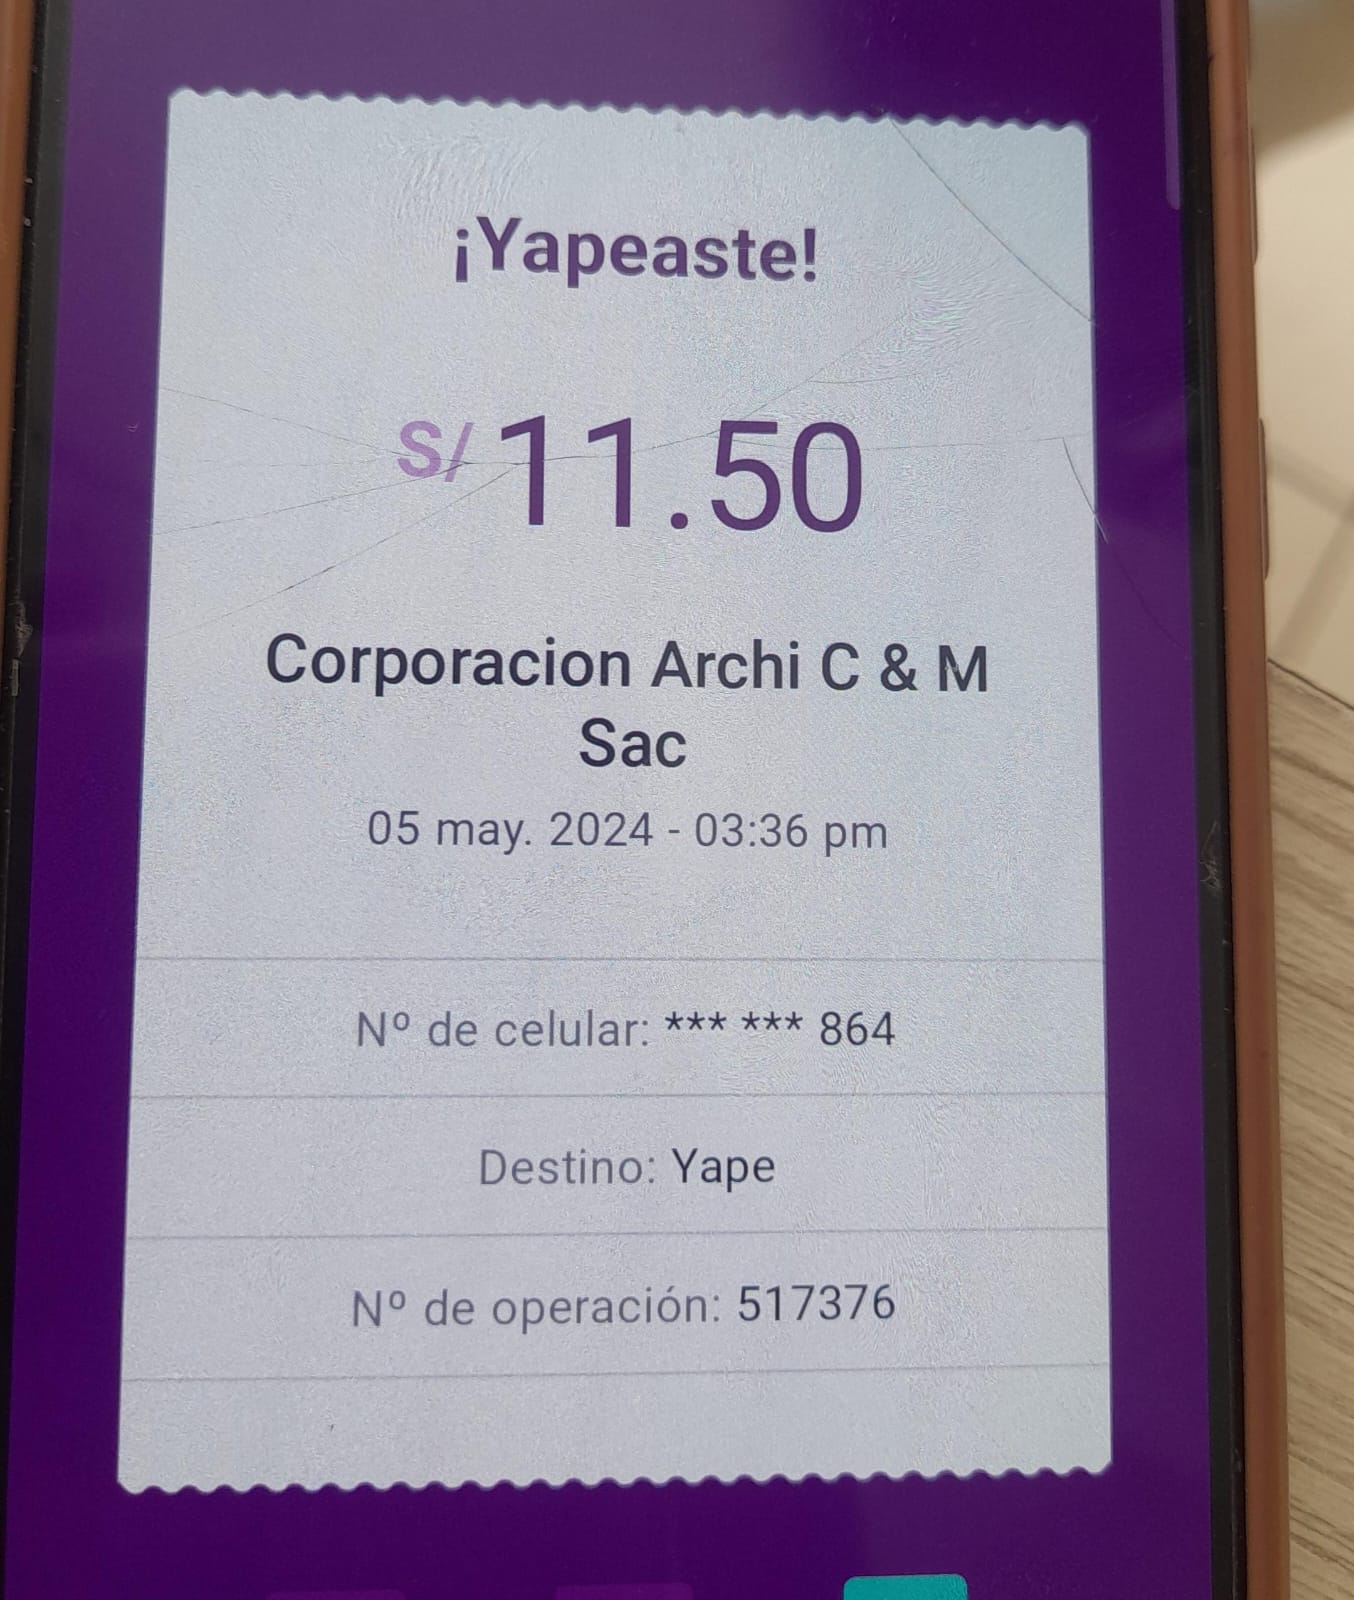 ¡Yapeaste!
S/ 11.50
Corporacion Archi C & M
Sac
05 may. 2024 - 03:36 pm
Nº de celular: *** *** 864
Destino: Yape
Nº de operación: 517376